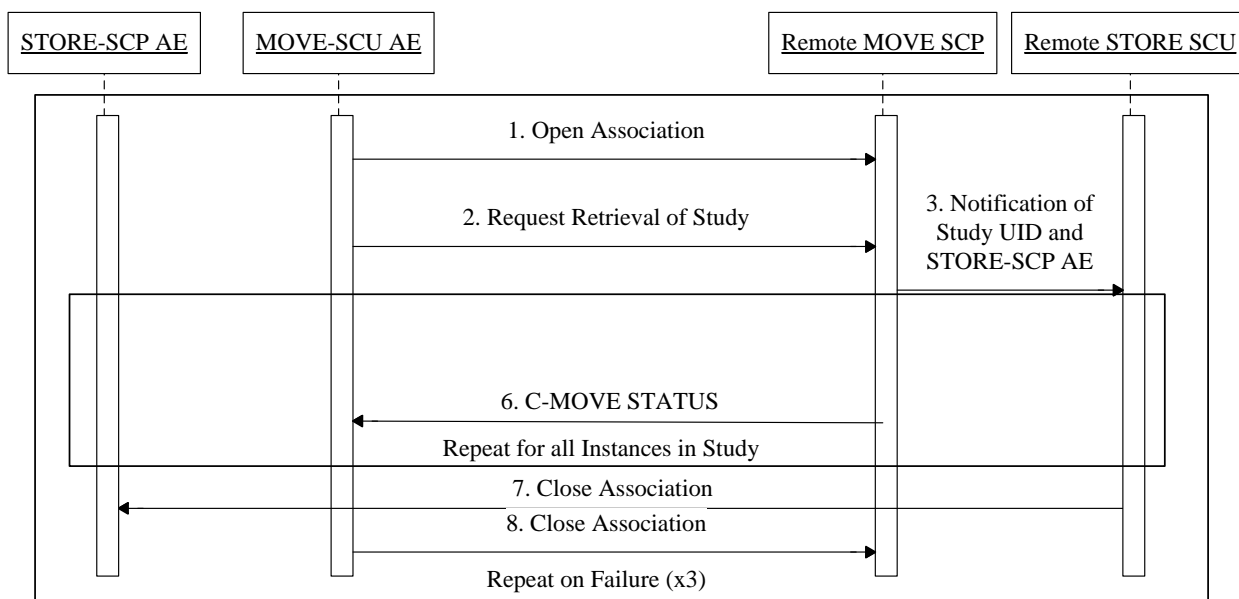 STORE-SCP AE
MOVE-SCU AE
Remote MOVE SCP
Remote STORE SCU
1. Open Association
2. Request Retrieval of Study
3. Notification of
Study UID and
STORE-SCP AE
6. C-MOVE STATUS
Repeat for all Instances in Study
7. Close Association
8. Close Association
Repeat on Failure (x3)